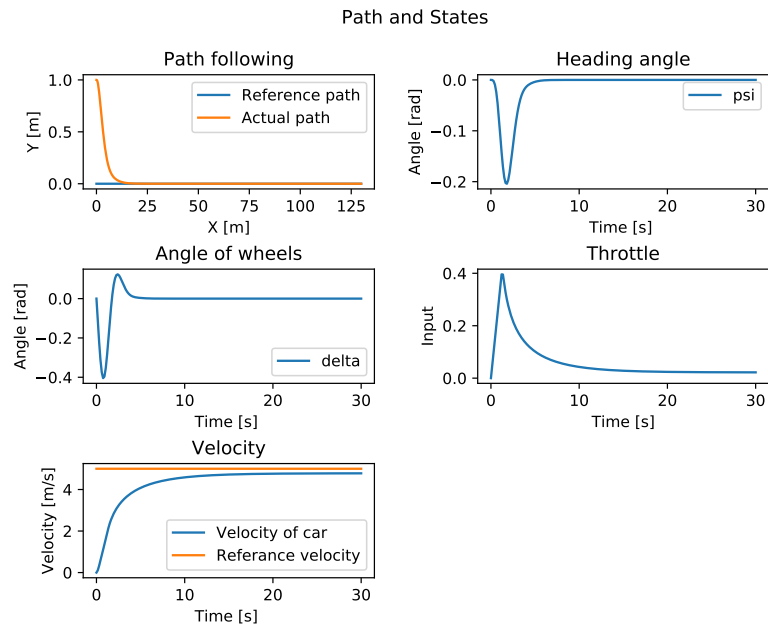 Path and States
Path following
1.0
0.5
0.0
Y [m]
Reference path
Actual path
0 25 50 75 100 125
X [m]
Heading angle
0.0
−0.1
−0.2
Angle [rad]
psi
0 10 20 30
Time [s]
Angle of wheels
0.0
−0.2
−0.4
Angle [rad]
delta
0 10 20 30
Time [s]
Throttle
0.4
0.2
0.0
Input
0 10 20 30
Time [s]
Velocity
4
2
0
Velocity [m/s]
Velocity of car
Referance velocity
0 10 20 30
Time [s]